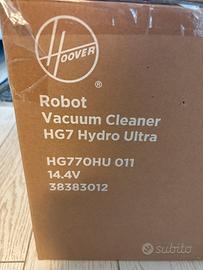 HOOVER
®
Robot
Vacuum Cleaner
HG7 Hydro Ultra
HG770HU 011
14.4V
38383012
subito